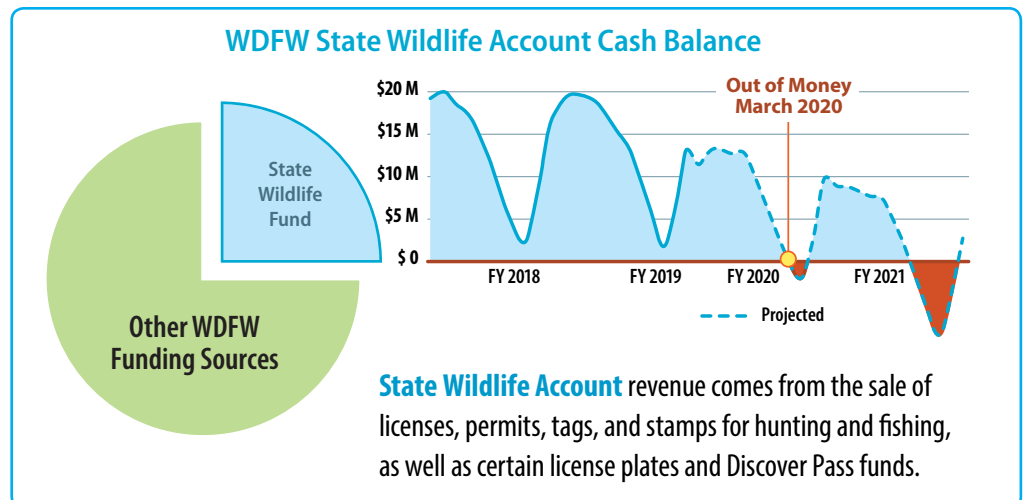 WDFW State Wildlife Account Cash Balance
State
Wildlife
Fund
Other WDFW
Funding Sources
$20 M
$15 M
$10 M
$5 M
$ 0
Out of Money
March 2020
FY 2018
FY 2019
FY 2020
FY 2021
Projected
State Wildlife Account revenue comes from the sale of
licenses, permits, tags, and stamps for hunting and fishing,
as well as certain license plates and Discover Pass funds.